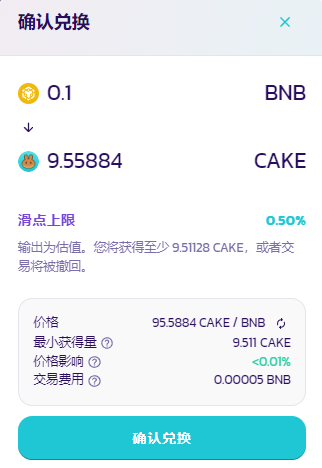 确认兑换
0.1 BNB
9.55884 CAKE
滑点上限 0.50%
输出为估值。您将获得至少 9.51128 CAKE，或者交
易将被撤回。
价格 95.5884 CAKE / BNB
最小获得量 9.511 CAKE
价格影响 <0.01%
交易费用 0.00005 BNB
确认兑换